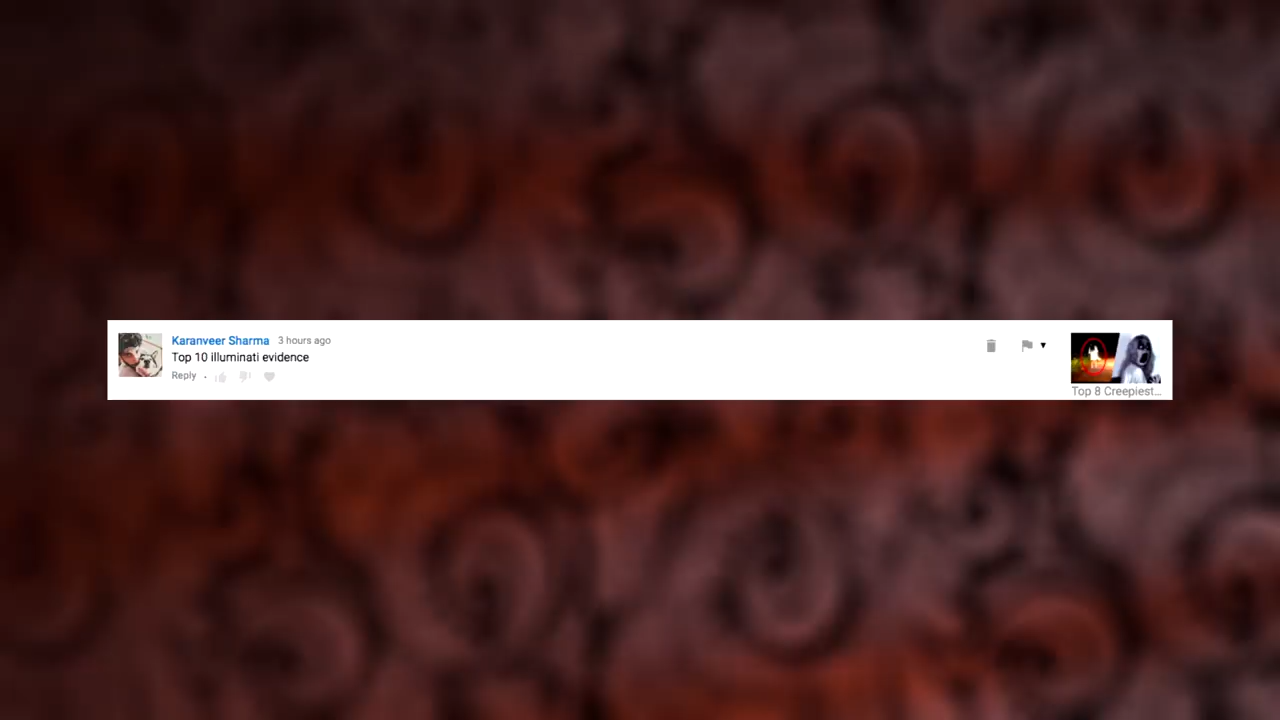 Karanveer Sharma 3 hours ago
Top 10 illuminati evidence
Reply
Top 8 Creepiest...